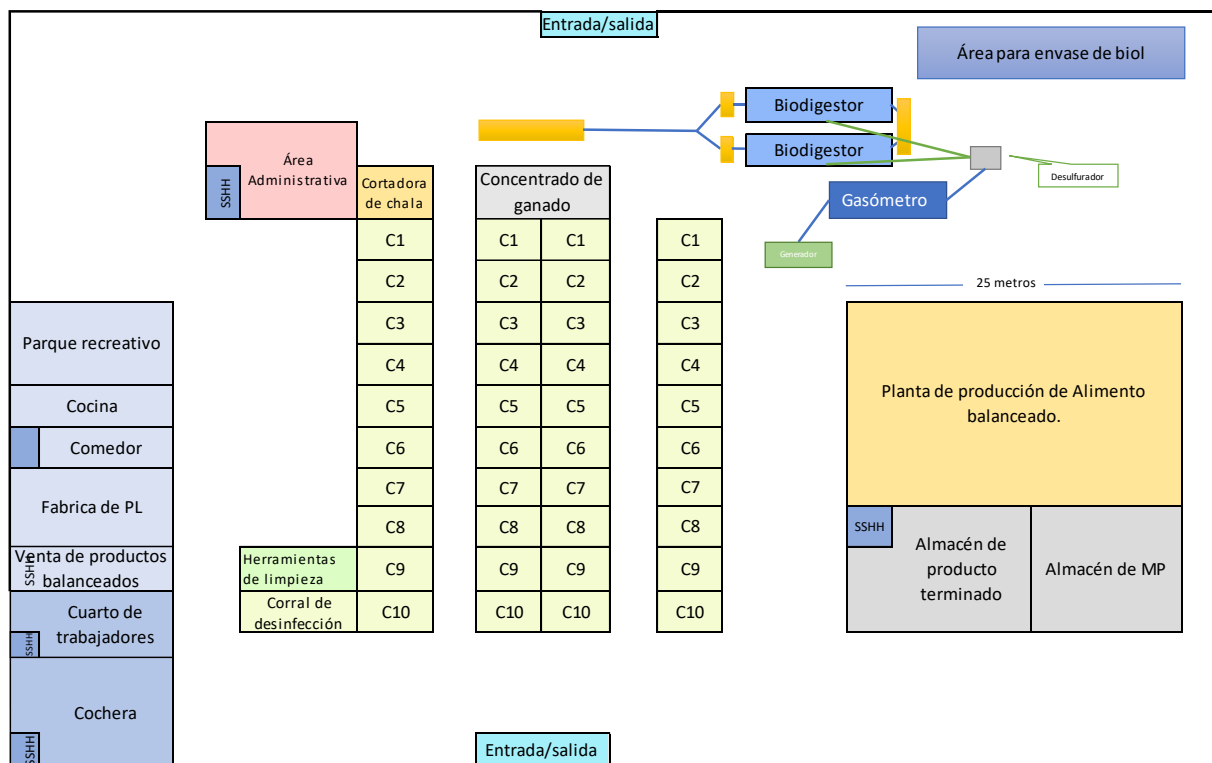 Entrada/salida
Área para envase de biol
Biodigestor
Biodigestor
Área
Administrativa
SSHH
Cortadora
de chala
Concentrado de
ganado
Desulfurador
Gasómetro
Generador
25 metros
C1 C1 C1 C1
C2 C2 C2 C2
C3 C3 C3 C3
C4 C4 C4 C4
C5 C5 C5 C5
C6 C6 C6 C6
C7 C7 C7 C7
C8 C8 C8 C8
C9 C9 C9 C9
C10 C10 C10 C10
Parque recreativo
Cocina
Comedor
Fabrica de PL
Venta de productos
balanceados
SSHH
Herramientas
de limpieza
Corral de
desinfección
Cuarto de
trabajadores
SSHH
Cochera
SSHH
Planta de producción de Alimento
balanceado.
SSHH
Almacén de
producto
terminado
Almacén de MP
Entrada/salida